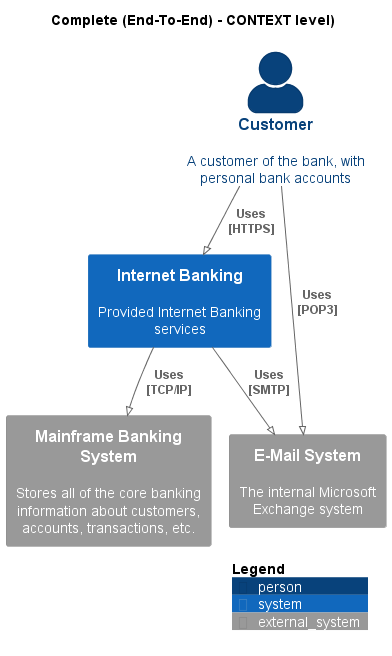 Complete (End-To-End) - CONTEXT level)
Customer
A customer of the bank, with
personal bank accounts
Uses
[HTTPS]
Internet Banking
Provided Internet Banking
services
Uses
[POP3]
Uses
[TCP/IP]
Uses
[SMTP]
Mainframe Banking
System
Stores all of the core banking
information about customers,
accounts, transactions, etc.
E-Mail System
The internal Microsoft
Exchange system
Legend
person
system
external_system